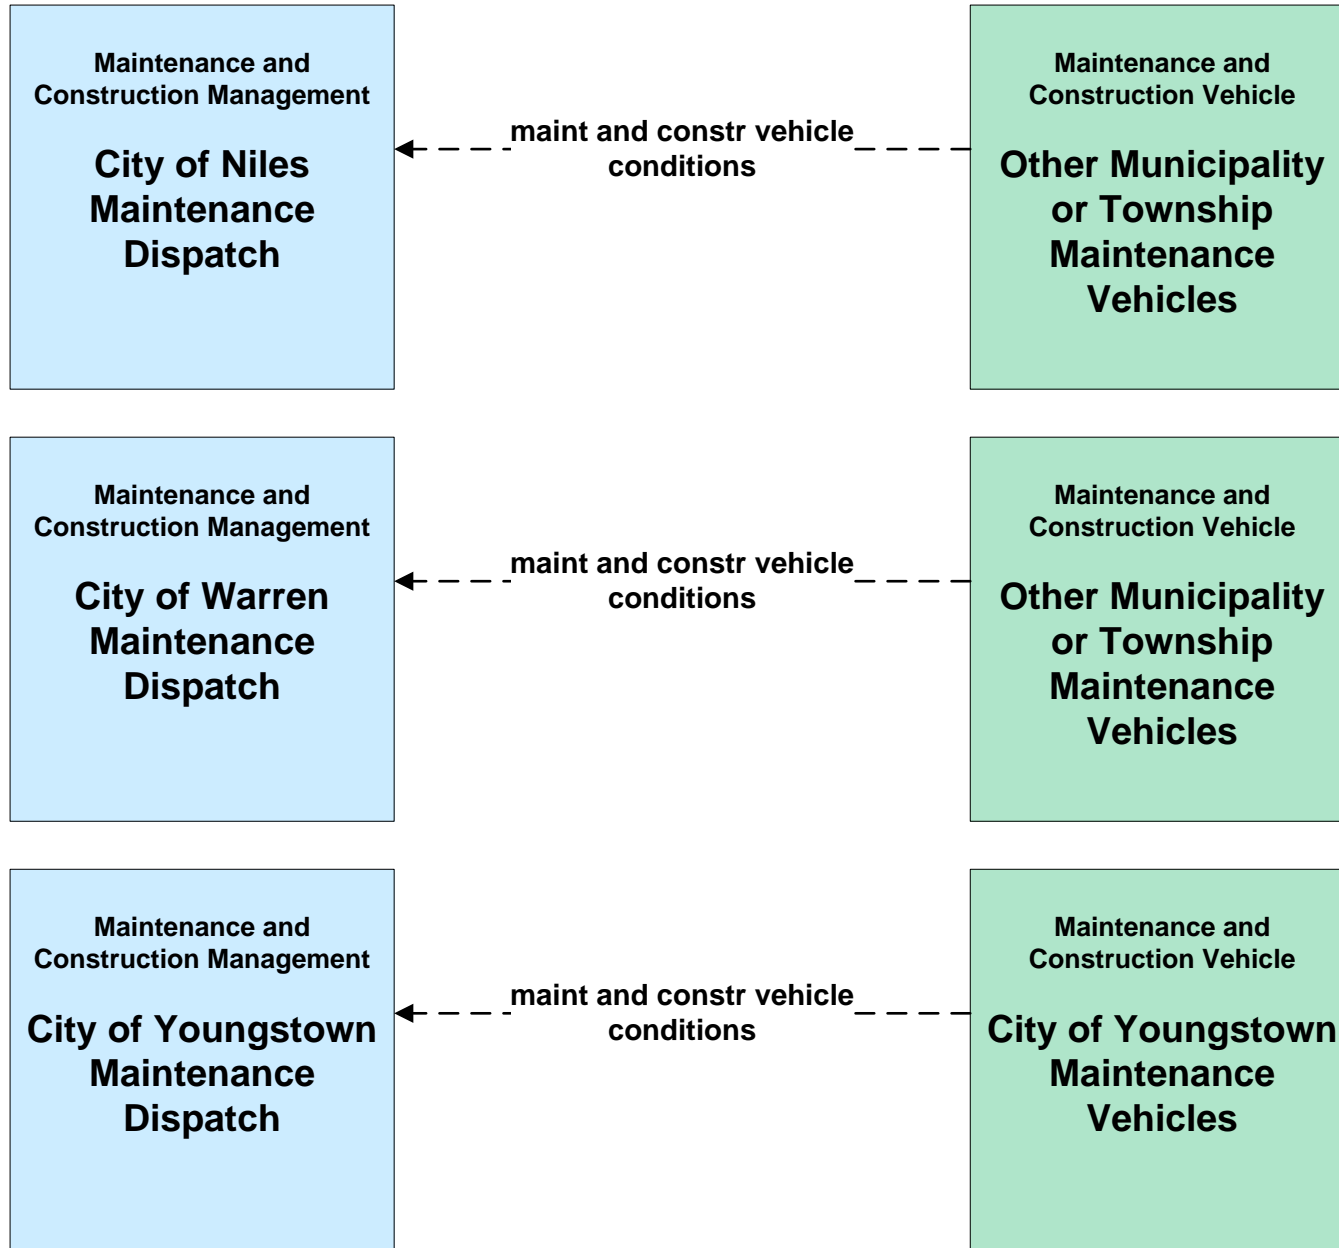 Maintenance and
Construction Management
City of Niles
Maintenance
Dispatch
maint and constr vehicle
conditions
Maintenance and
Construction Vehicle
Other Municipality
or Township
Maintenance
Vehicles
Maintenance and
Construction Management
City of Warren
Maintenance
Dispatch
maint and constr vehicle
conditions
Maintenance and
Construction Vehicle
Other Municipality
or Township
Maintenance
Vehicles
Maintenance and
Construction Management
City of Youngstown
Maintenance
Dispatch
maint and constr vehicle
conditions
Maintenance and
Construction Vehicle
City of Youngstown
Maintenance
Vehicles